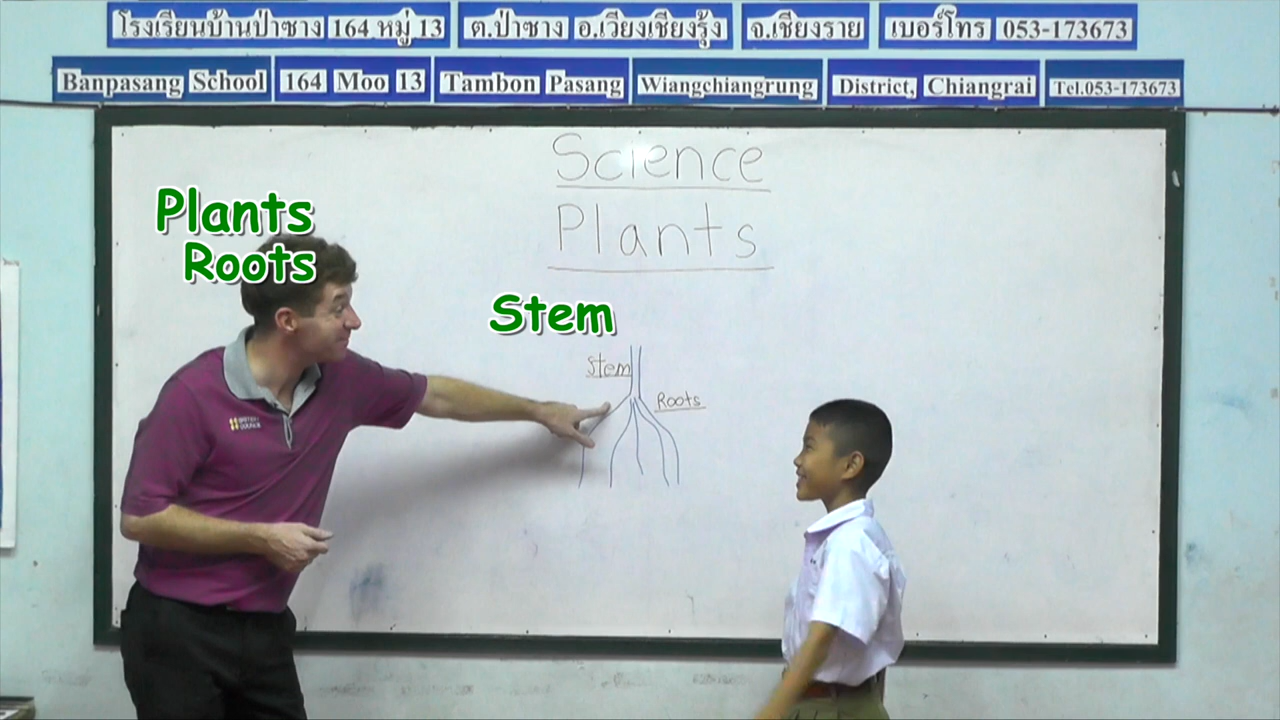 โรงเรียนบ้านป่าซาง 164 หมู่ 13 ต.ป่าซาง อ.เวียงเชียงรุ้ง จ.เชียงราย เบอร์โทร 053-173673
Banpasang School 164 Moo 13 Tambon Pasang Wiangchiangrung District, Chiangrai Tel.053-173673
Science
Plants
Plants
Roots
Stem
Stem
Roots
BRITISH
COUNCIL